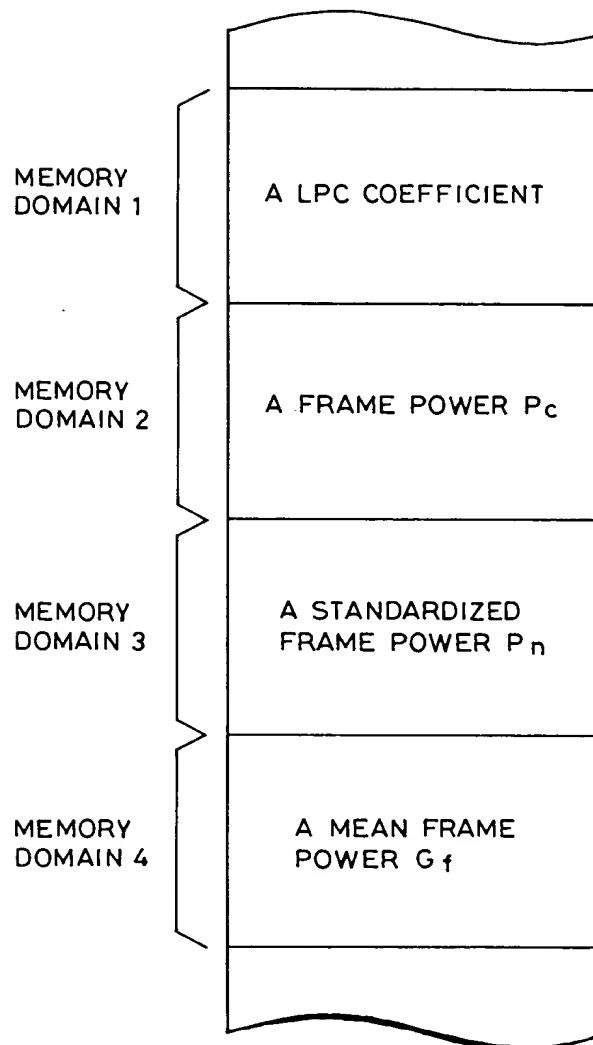 MEMORY
DOMAIN 1
A LPC COEFFICIENT
MEMORY
DOMAIN 2
A FRAME POWER Pc
MEMORY
DOMAIN 3
A STANDARDIZED
FRAME POWER Pn
MEMORY
DOMAIN 4
A MEAN FRAME
POWER Gf